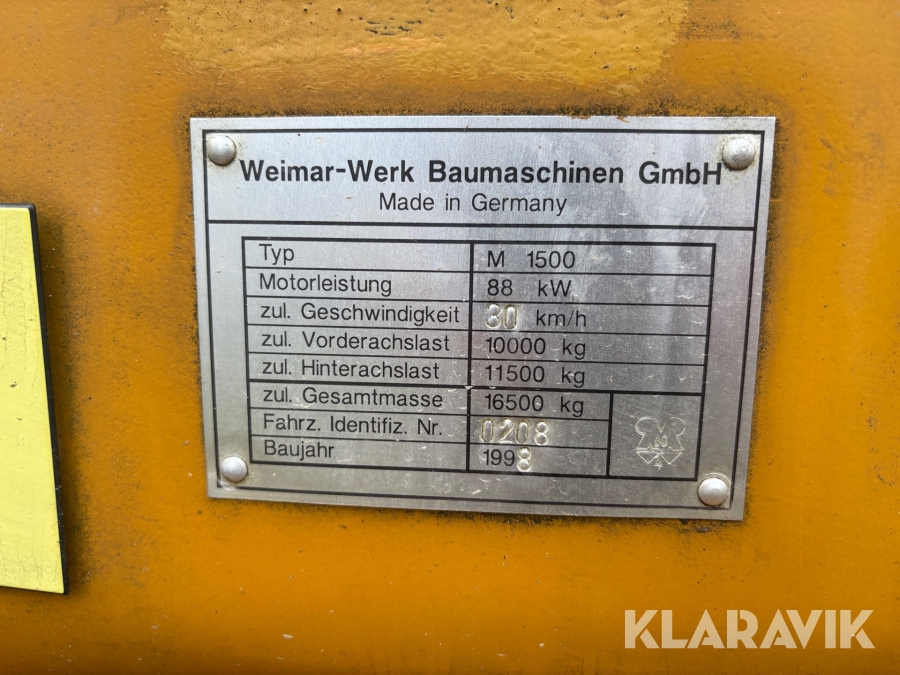 Weimar-Werk Baumaschinen GmbH
Made in Germany
Typ M 1500
Motorleistung 88 kW
zul. Geschwindigkeit 30 km/h
zul. Vorderachslast 10000 kg
zul. Hinterachslast 11500 kg
zul. Gesamtmasse 16500 kg
Fahrz. Identifiz. Nr. 0208
Baujahr 1998
KLARAVIK